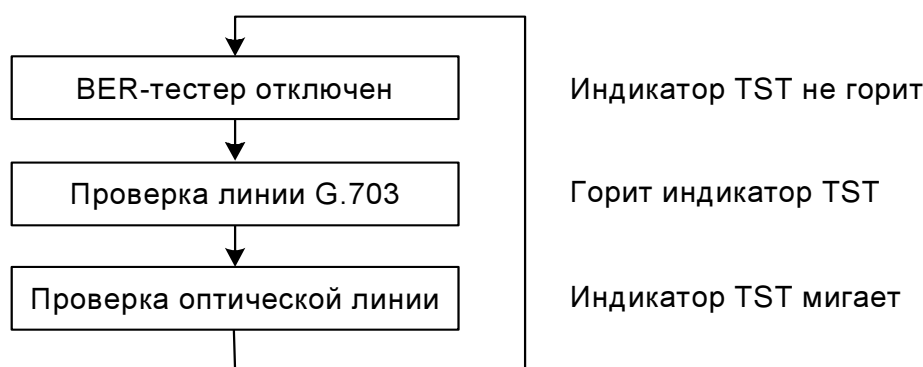 BER-тестер отключен
Индикатор TST не горит
Проверка линии G.703
Горит индикатор TST
Проверка оптической линии
Индикатор TST мигает